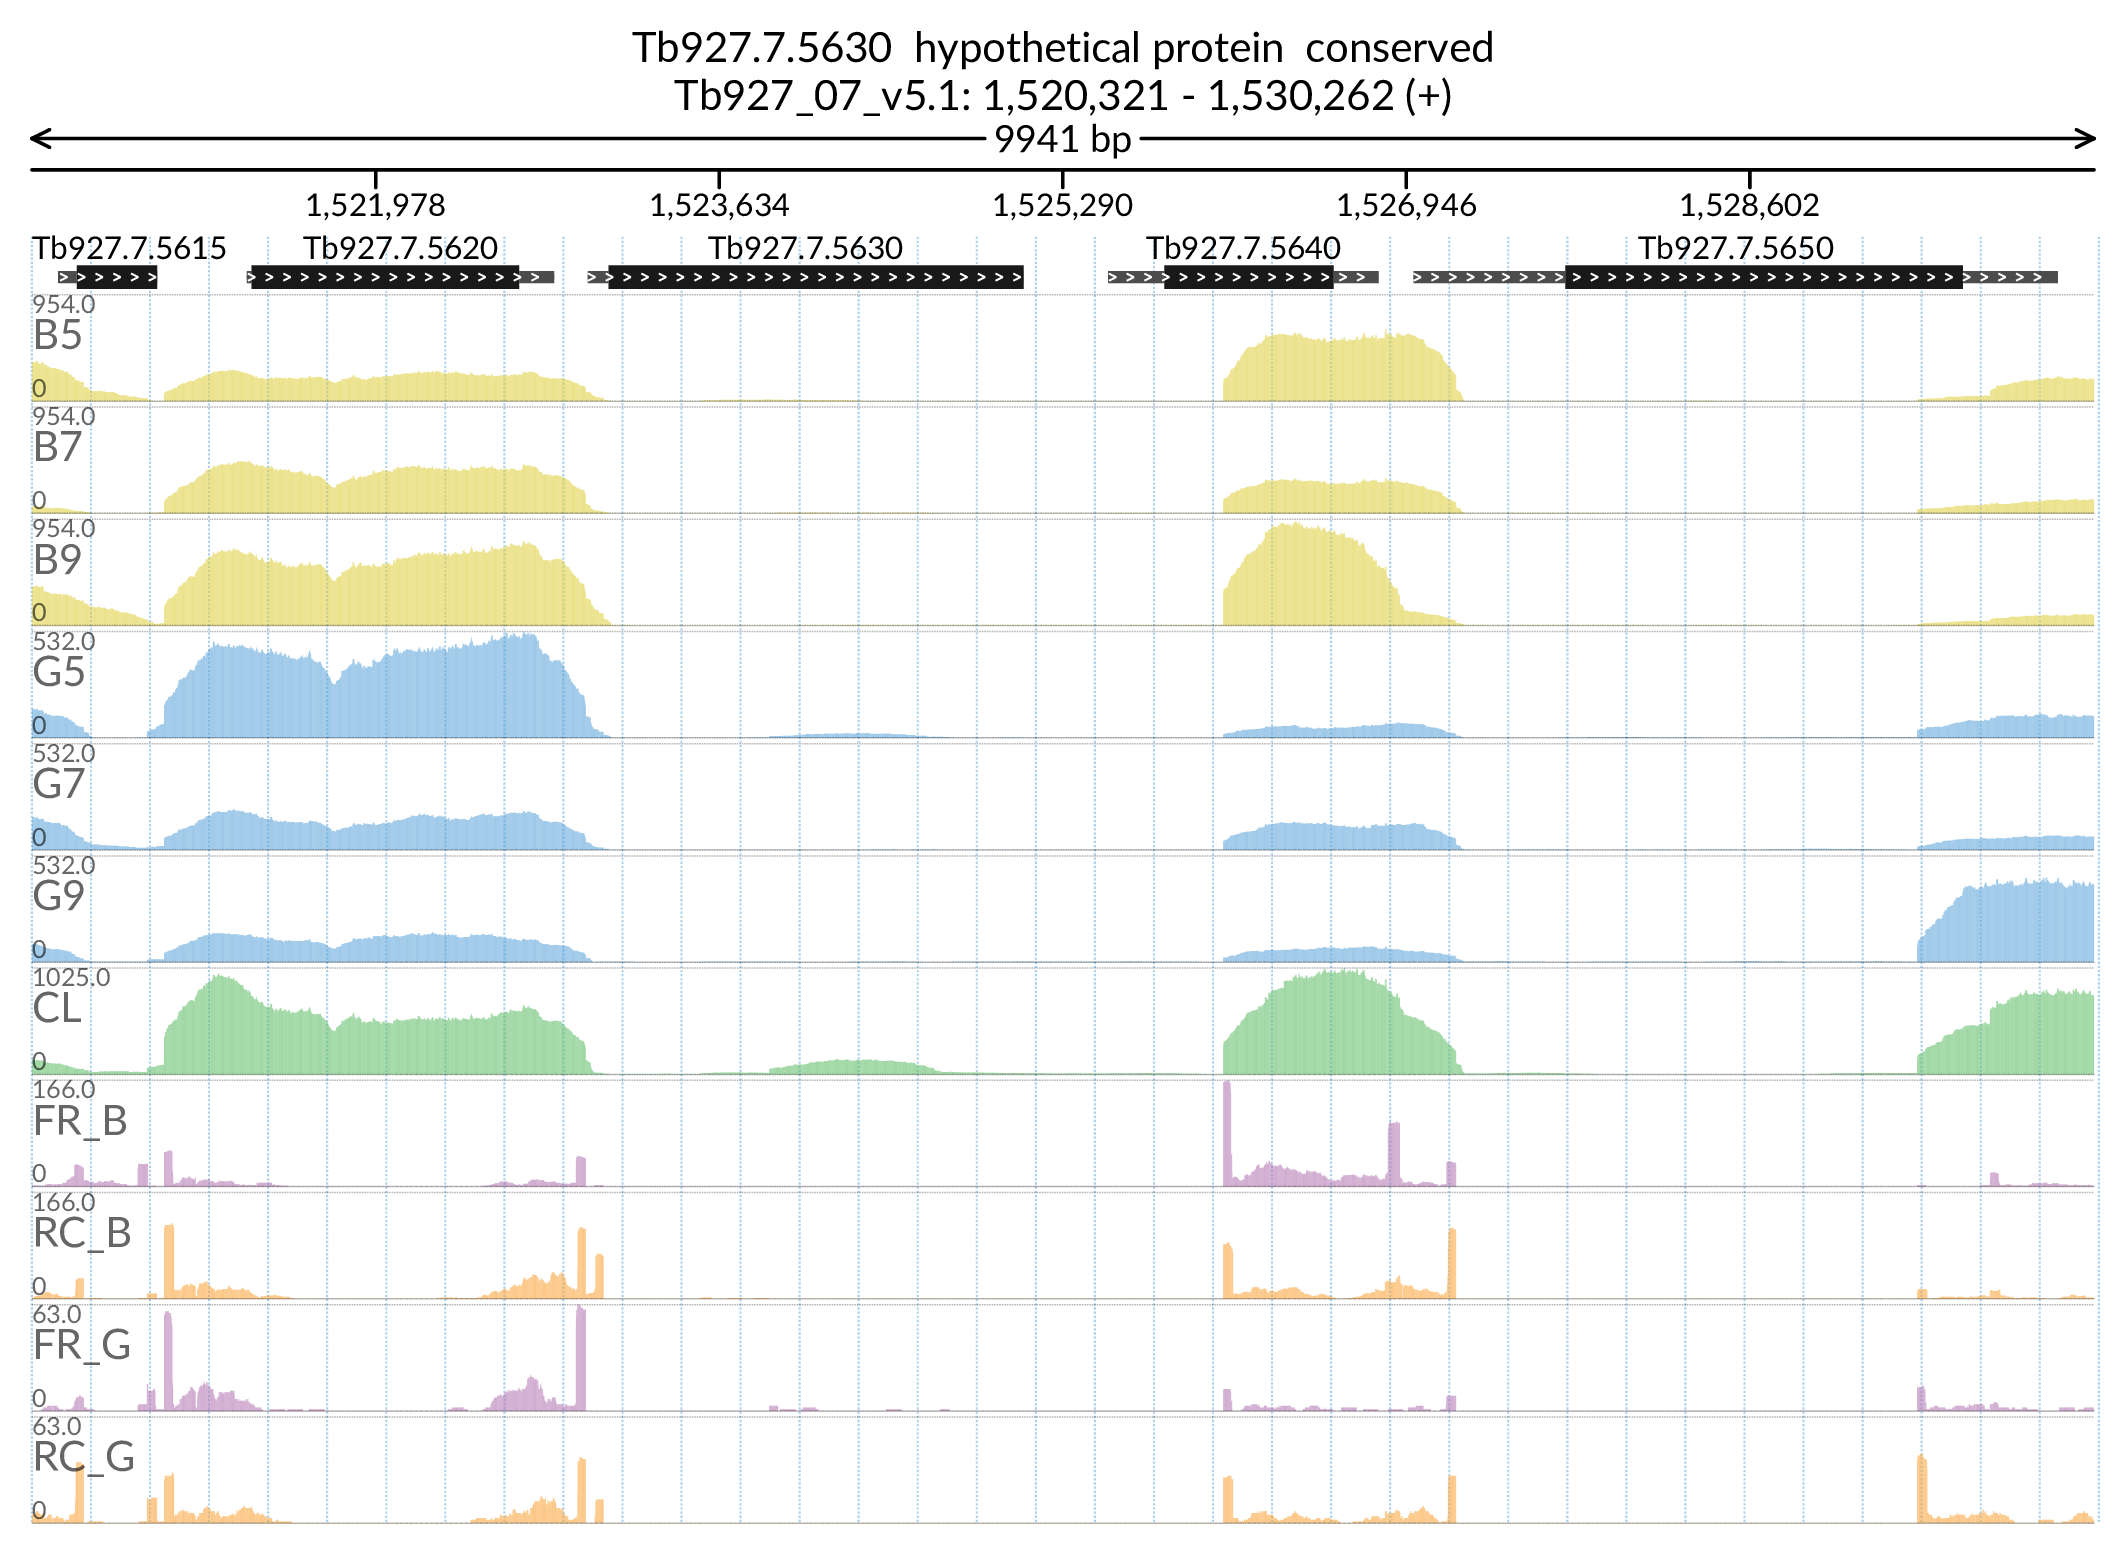 Tb927.7.5630 hypothetical protein conserved
Tb927_07_v5.1: 1,520,321 - 1,530,262 (+)
9941 bp
1,521,978 1,523,634 1,525,290 1,526,946 1,528,602
Tb927.7.5615 Tb927.7.5620 Tb927.7.5630 Tb927.7.5640 Tb927.7.5650
954.0
B5
0
954.0
B7
0
954.0
B9
0
532.0
G5
0
532.0
G7
0
532.0
G9
0
1025.0
CL
0
166.0
FR_B
0
166.0
RC_B
0
63.0
FR_G
0
63.0
RC_G
0